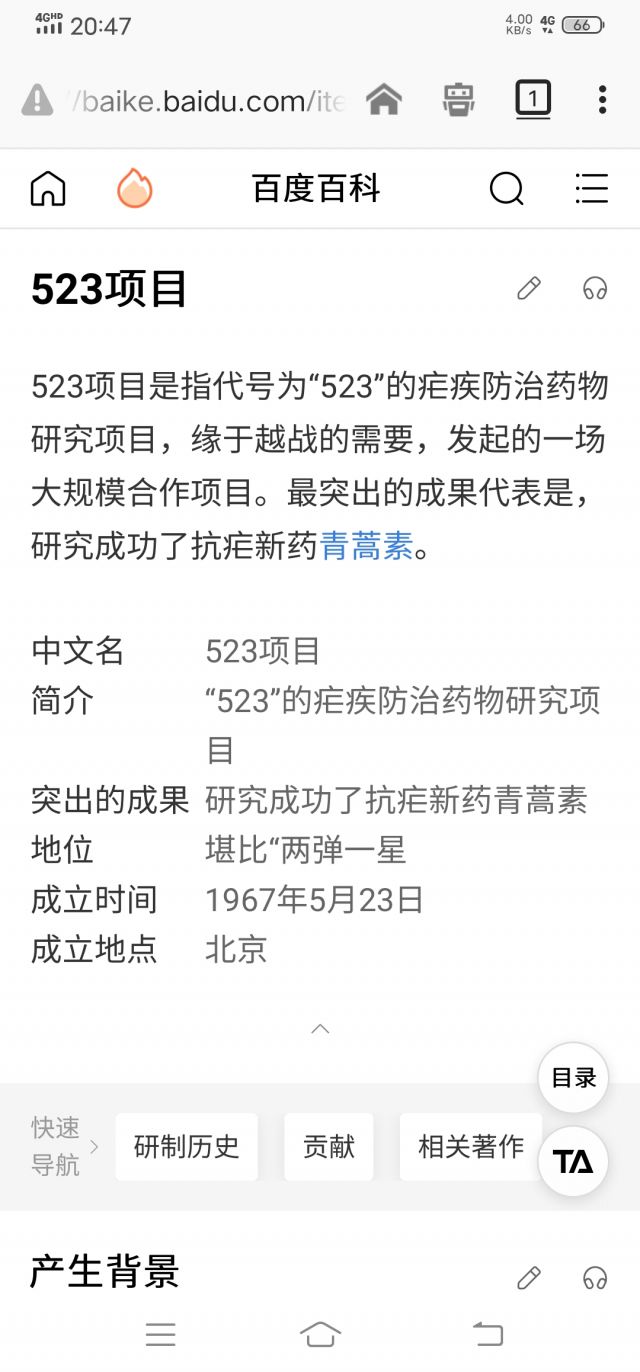 4GHD 20:47 4.00 KB/s 4G 66
//baike.baidu.com/ite 1
百度百科
523项目
523项目是指代号为“523”的疟疾防治药物
研究项目，缘于越战的需要，发起的一场
大规模合作项目。最突出的成果代表是，
研究成功了抗疟新药青蒿素。
中文名 523项目
简介 “523”的疟疾防治药物研究项
目
突出的成果 研究成功了抗疟新药青蒿素
地位 堪比“两弹一星
成立时间 1967年5月23日
成立地点 北京
目录
快速
导航
研制历史 贡献 相关著作
TA
产生背景